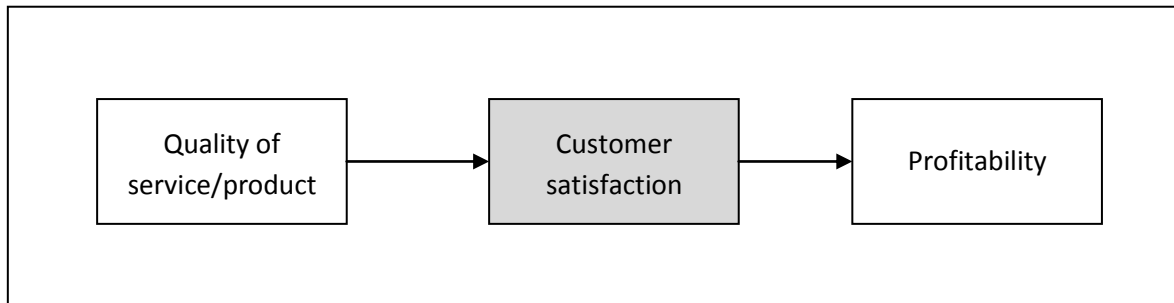 Quality of
service/product
Customer
satisfaction
Profitability